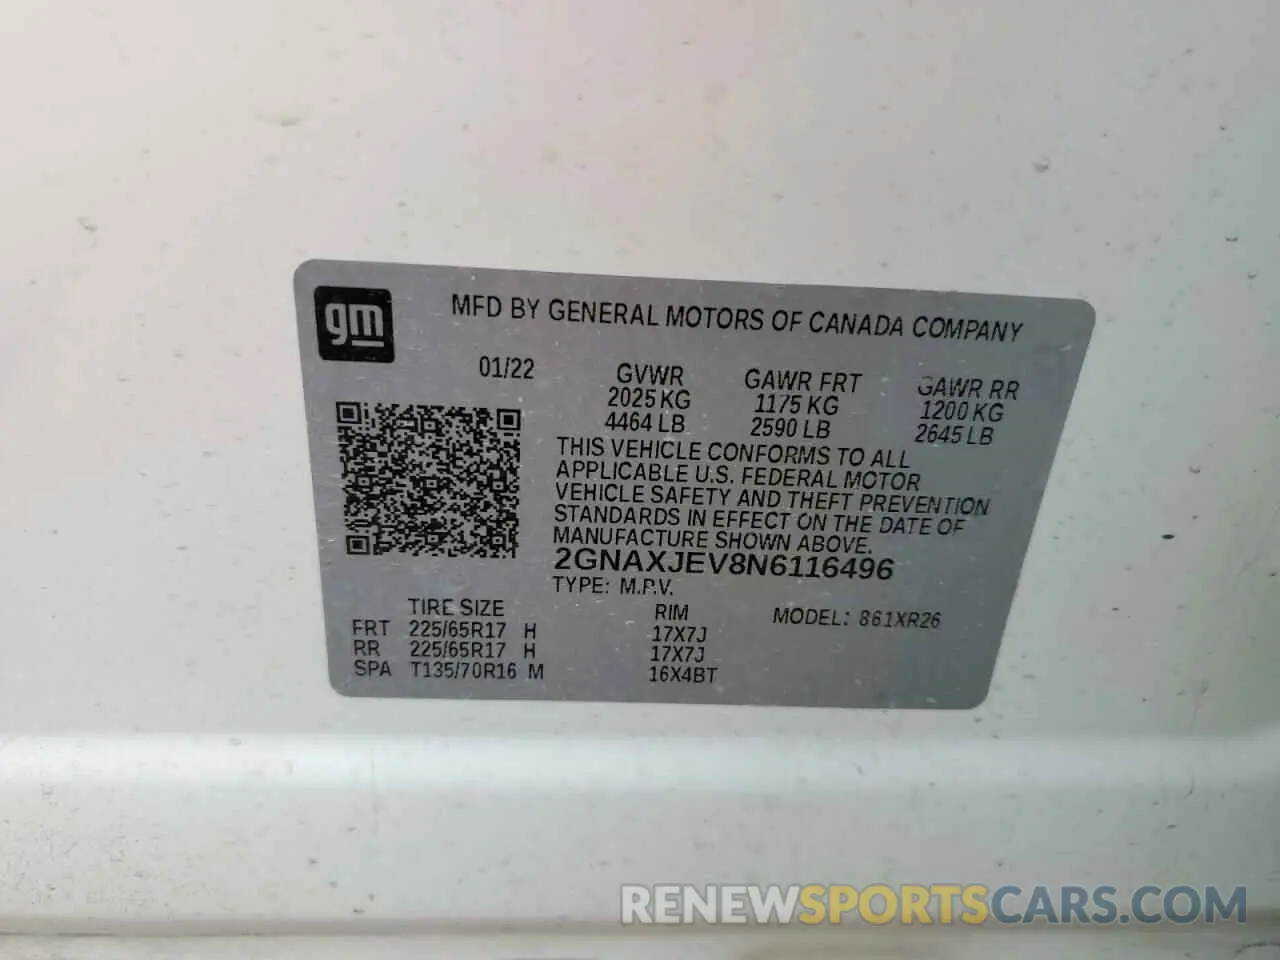 gm
MFD BY GENERAL MOTORS OF CANADA COMPANY
01/22
GVWR GAWR FRT GAWR RR
2025 KG 1175 KG 1200 KG
4464 LB 2590 LB 2645 LB
THIS VEHICLE CONFORMS TO ALL
APPLICABLE U.S. FEDERAL MOTOR
VEHICLE SAFETY AND THEFT PREVENTION
STANDARDS IN EFFECT ON THE DATE OF
MANUFACTURE SHOWN ABOVE.
2GNAXJEV8N6116496
TYPE: M.P.V.
TIRE SIZE RIM MODEL: 861XR26
FRT 225/65R17 H 17X7J
RR 225/65R17 H 17X7J
SPA T135/70R16 M 16X4BT
RENEWSPORTSCARS.COM